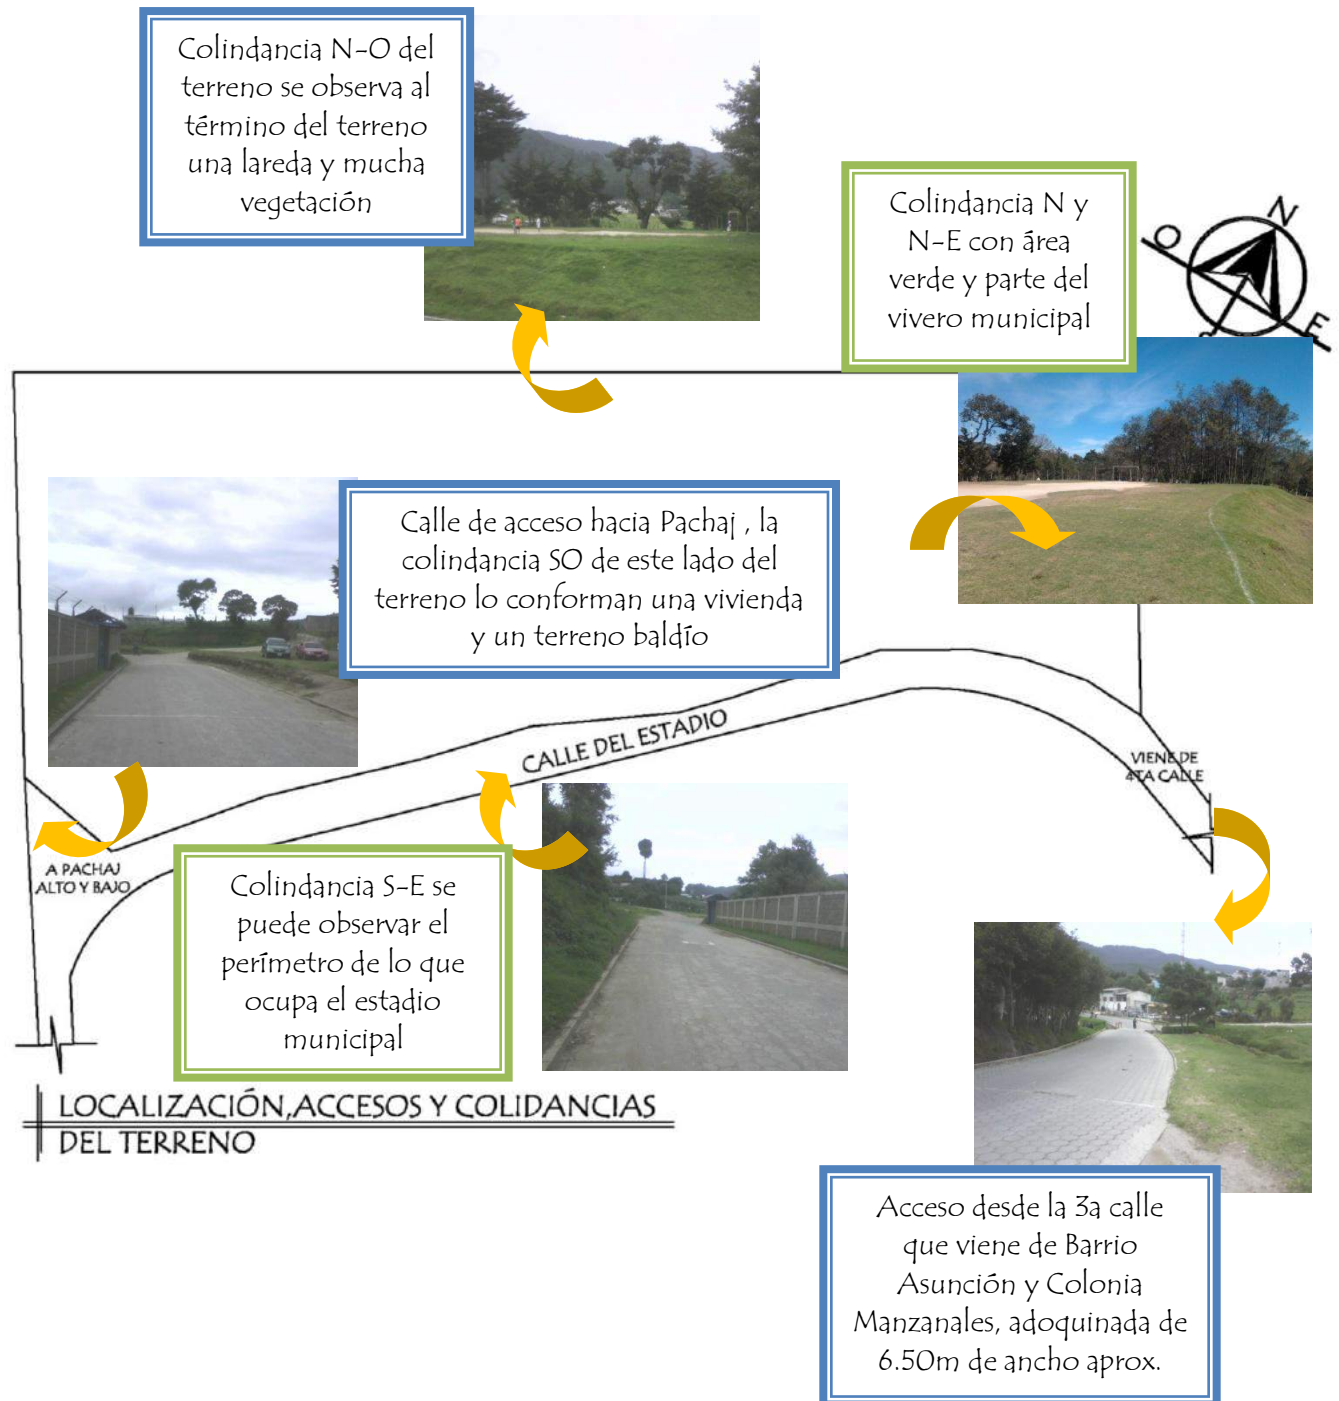 Colindancia N-O del
terreno se observa al
término del terreno
una lareda y mucha
vegetación
Colindancia N y
N-E con área
verde y parte del
vivero municipal
N
O
E
Calle de acceso hacia Pachaj , la
colindancia SO de este lado del
terreno lo conforman una vivienda
y un terreno baldío
CALLE DEL ESTADIO
VIENE DE
4TA CALLE
A PACHAJ
ALTO Y BAJO
Colindancia S-E se
puede observar el
perímetro de lo que
ocupa el estadio
municipal
LOCALIZACIÓN,ACCESOS Y COLIDANCIAS
DEL TERRENO
Acceso desde la 3a calle
que viene de Barrio
Asunción y Colonia
Manzanales, adoquinada de
6.50m de ancho aprox.